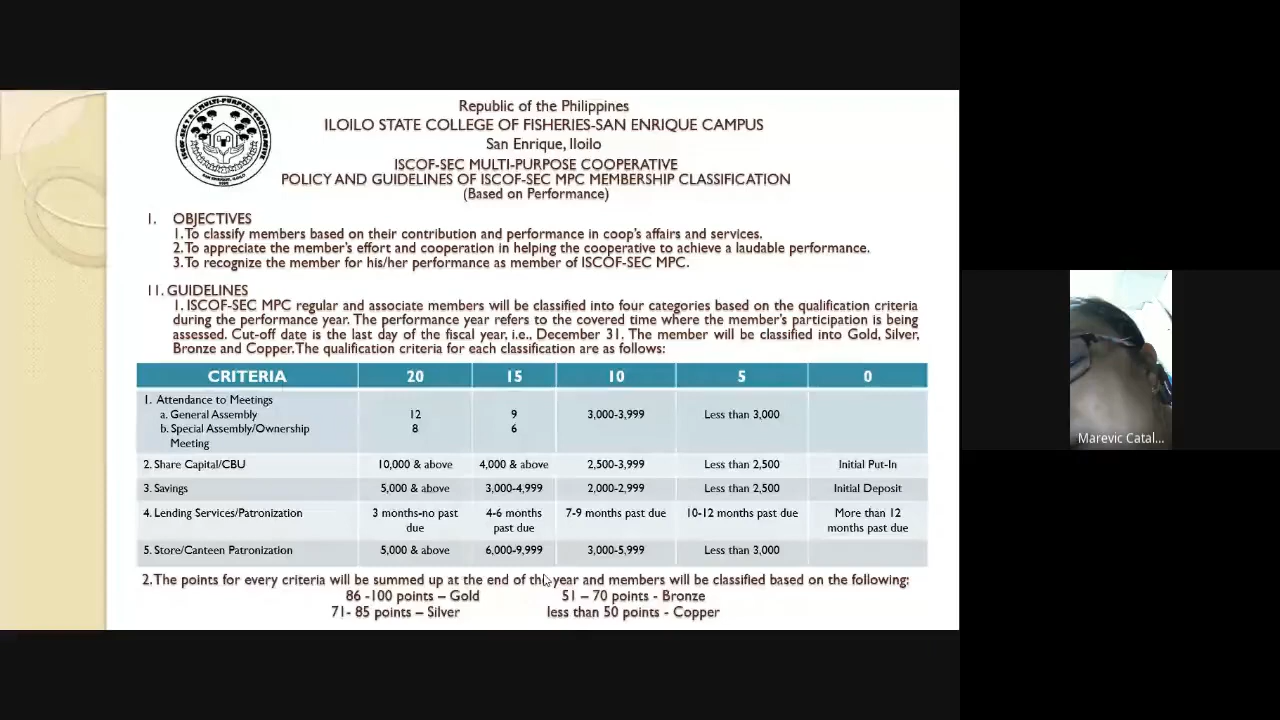 Republic of the Philippines
ILOILO STATE COLLEGE OF FISHERIES-SAN ENRIQUE CAMPUS
San Enrique, Iloilo
ISCOF-SEC MULTI-PURPOSE COOPERATIVE
POLICY AND GUIDELINES OF ISCOF-SEC MPC MEMBERSHIP CLASSIFICATION
(Based on Performance)
1. OBJECTIVES
1. To classify members based on their contribution and performance in coop's affairs and services.
2. To appreciate the member's effort and cooperation in helping the cooperative to achieve a laudable performance.
3. To recognize the member for his/her performance as member of ISCOF-SEC MPC.
11. GUIDELINES
1. ISCOF-SEC MPC regular and associate members will be classified into four categories based on the qualification criteria
during the performance year. The performance year refers to the covered time where the member's participation is being
assessed. Cut-off date is the last day of the fiscal year, i.e., December 31. The member will be classified into Gold, Silver,
Bronze and Copper. The qualification criteria for each classification are as follows:
CRITERIA 20 15 10 5 0
1. Attendance to Meetings
a. General Assembly 12 9 3,000-3,999 Less than 3,000
b. Special Assembly/Ownership 8 6
Meeting
2. Share Capital/CBU 10,000 & above 4,000 & above 2,500-3,999 Less than 2,500 Initial Put-In
3. Savings 5,000 & above 3,000-4,999 2,000-2,999 Less than 2,500 Initial Deposit
4. Lending Services/Patronization 3 months-no past 4-6 months 7-9 months past due 10-12 months past due More than 12
due past due months past due
5. Store/Canteen Patronization 5,000 & above 6,000-9,999 3,000-5,999 Less than 3,000
2. The points for every criteria will be summed up at the end of the year and members will be classified based on the following:
86 -100 points – Gold 51 – 70 points - Bronze
71- 85 points – Silver less than 50 points - Copper
Marevic Catal...